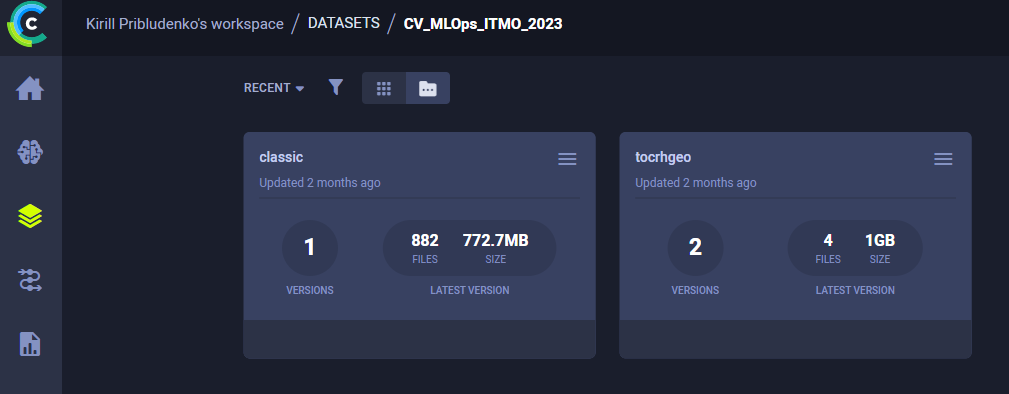 Kirill Pribludenko's workspace / DATASETS / CV_MLOps_ITMO_2023
RECENT
classic
Updated 2 months ago
1
VERSIONS
882 772.7MB
FILES SIZE
LATEST VERSION
tocrhgeo
Updated 2 months ago
2
VERSIONS
4 1GB
FILES SIZE
LATEST VERSION